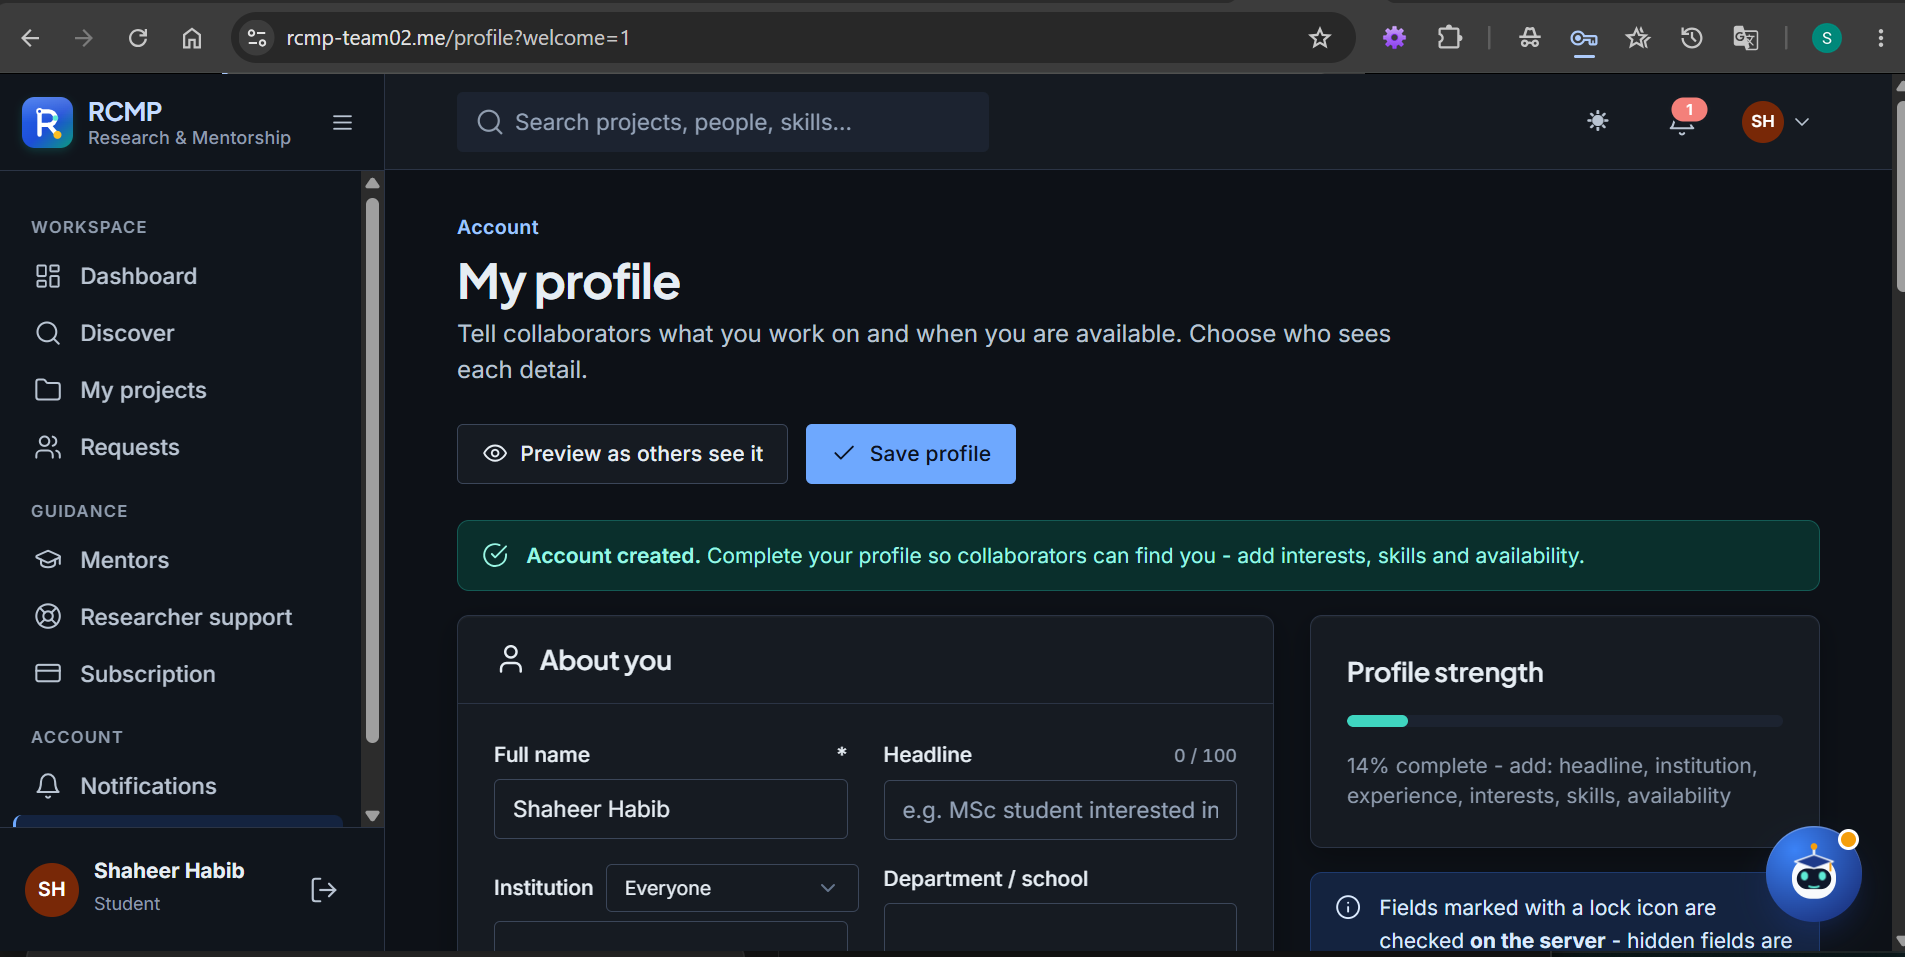 rcmp-team02.me/profile?welcome=1
S
RCMP
Research & Mentorship
Search projects, people, skills...
1
SH
WORKSPACE
Dashboard
Discover
My projects
Requests
GUIDANCE
Mentors
Researcher support
Subscription
ACCOUNT
Notifications
SH
Shaheer Habib
Student
Account
My profile
Tell collaborators what you work on and when you are available. Choose who sees
each detail.
Preview as others see it
Save profile
Account created. Complete your profile so collaborators can find you - add interests, skills and availability.
About you
Full name *
Shaheer Habib
Headline 0 / 100
e.g. MSc student interested in
Institution Everyone
Department / school
Profile strength
14% complete - add: headline, institution,
experience, interests, skills, availability
Fields marked with a lock icon are
checked on the server - hidden fields are